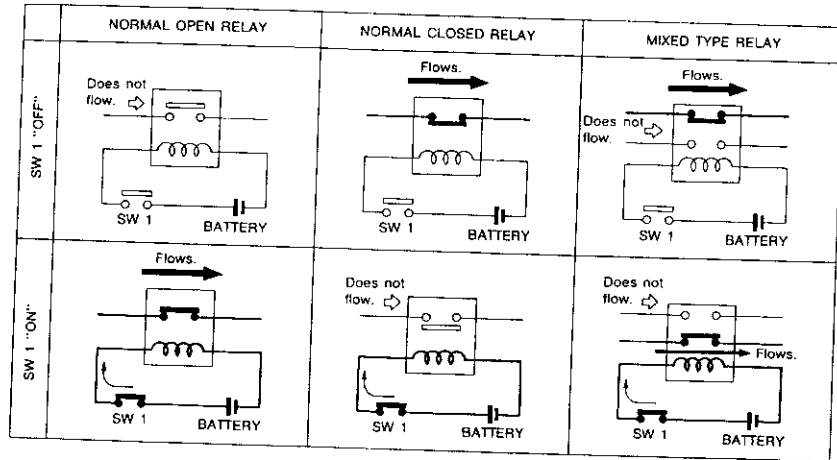 NORMAL OPEN RELAY
NORMAL CLOSED RELAY
MIXED TYPE RELAY
SW 1 "OFF"
Does not
flow.
SW 1
BATTERY
Flows.
SW 1
BATTERY
Flows.
Does not
flow.
SW 1
BATTERY
SW 1 "ON"
Flows.
SW 1
BATTERY
Does not
flow.
SW 1
BATTERY
Does not
flow.
Flows.
SW 1
BATTERY